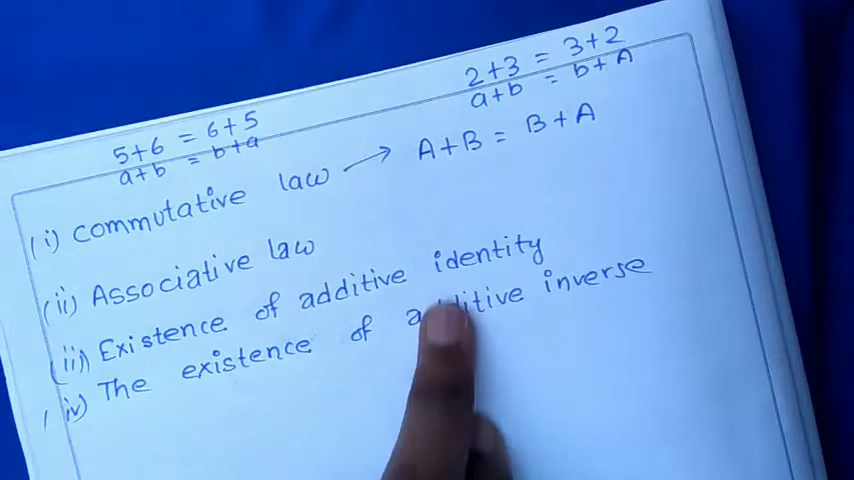 5+6 = 6+5
a+b = b+a
2+3 = 3+2
a+b = b+A
(i) Commutative law → A+B = B+A
(ii) Associative law
(iii) Existence of additive identity
(iv) The existence of additive inverse